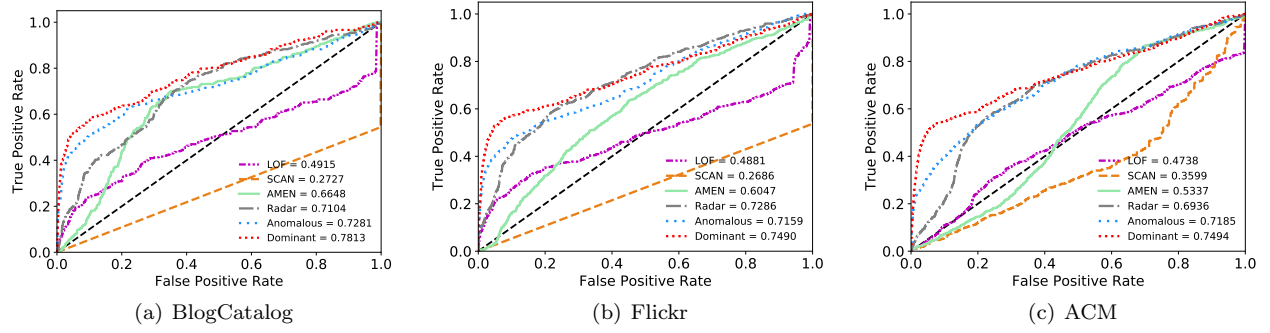 True Positive Rate
1.0
0.8
0.6
0.4
0.2
0.0
LOF = 0.4915
SCAN = 0.2727
AMEN = 0.6648
Radar = 0.7104
Anomalous = 0.7281
Dominant = 0.7813
0.0 0.2 0.4 0.6 0.8 1.0
False Positive Rate
(a) BlogCatalog
True Positive Rate
1.0
0.8
0.6
0.4
0.2
0.0
LOF = 0.4881
SCAN = 0.2686
AMEN = 0.6047
Radar = 0.7286
Anomalous = 0.7159
Dominant = 0.7490
0.0 0.2 0.4 0.6 0.8 1.0
False Positive Rate
(b) Flickr
True Positive Rate
1.0
0.8
0.6
0.4
0.2
0.0
LOF = 0.4738
SCAN = 0.3599
AMEN = 0.5337
Radar = 0.6936
Anomalous = 0.7185
Dominant = 0.7494
0.0 0.2 0.4 0.6 0.8 1.0
False Positive Rate
(c) ACM